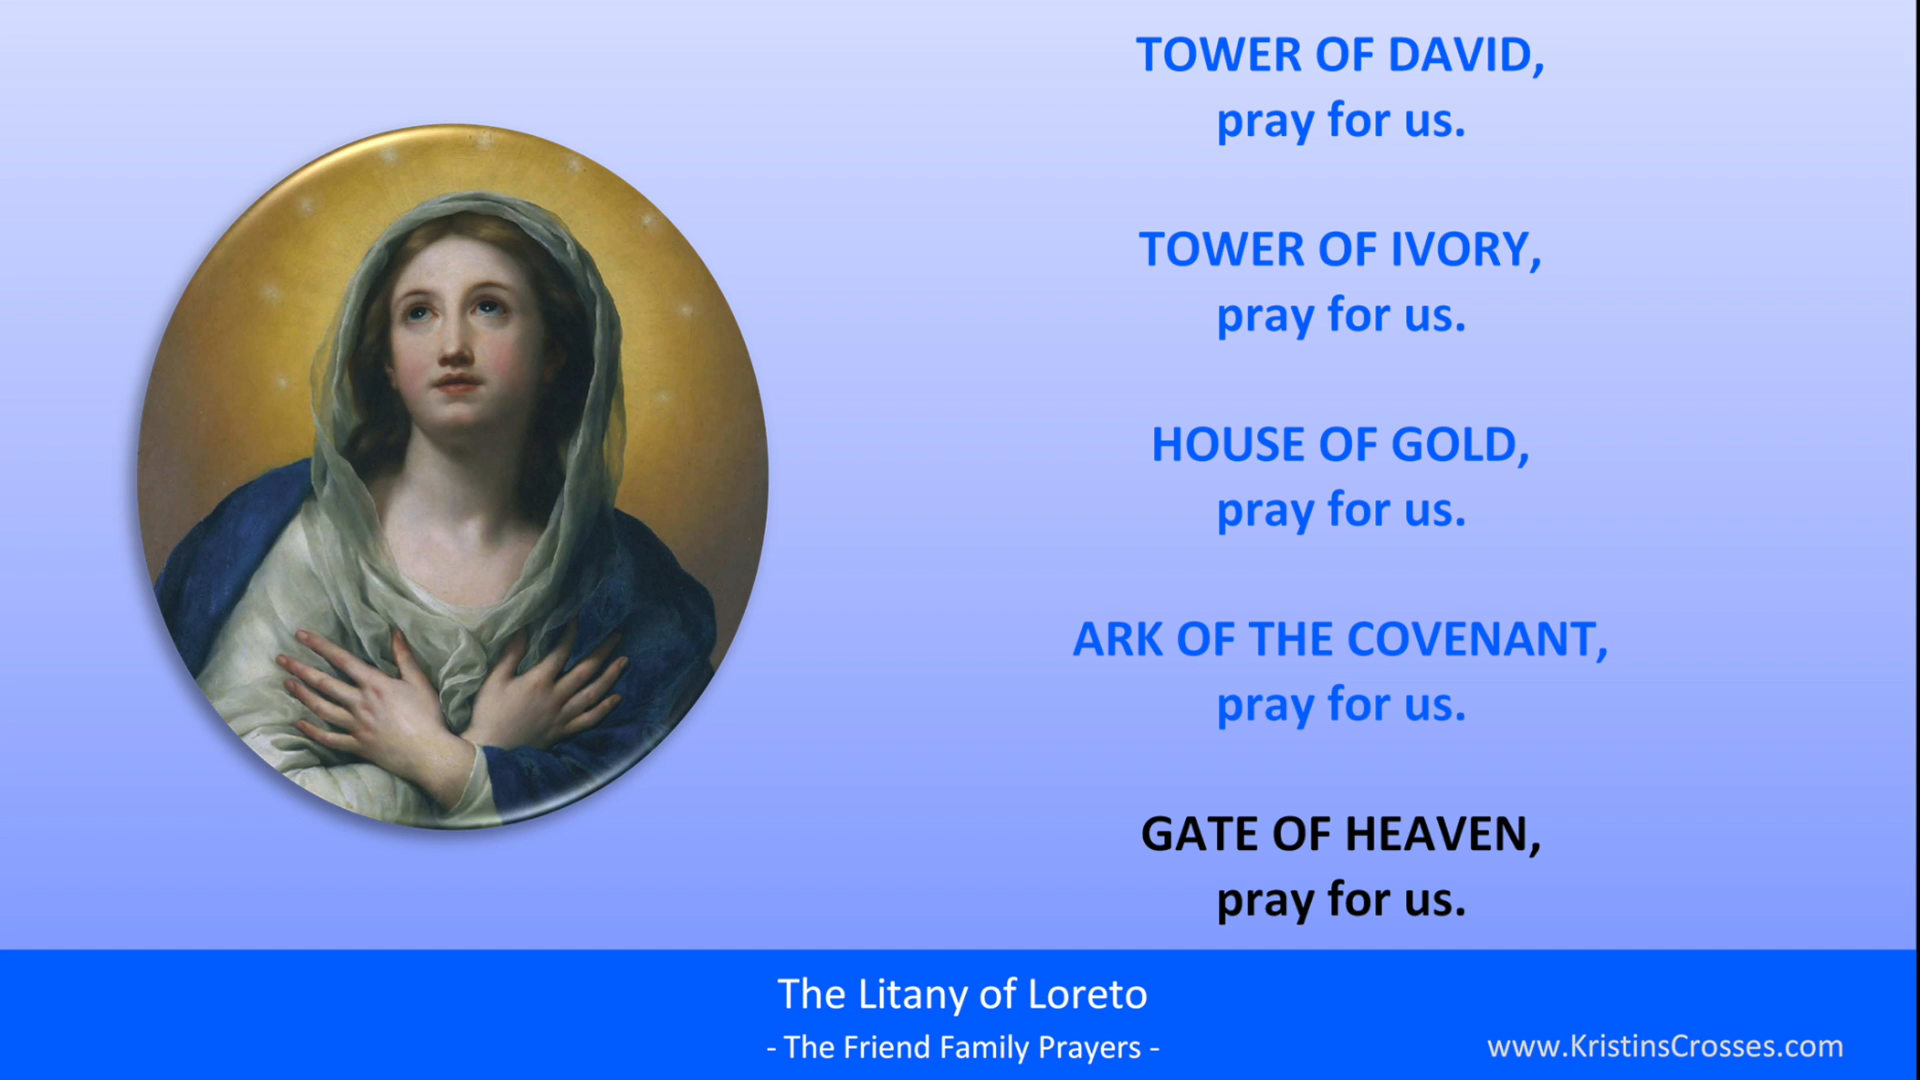 TOWER OF DAVID,
pray for us.
TOWER OF IVORY,
pray for us.
HOUSE OF GOLD,
pray for us.
ARK OF THE COVENANT,
pray for us.
GATE OF HEAVEN,
pray for us.
The Litany of Loreto
- The Friend Family Prayers -
www.KristinsCrosses.com